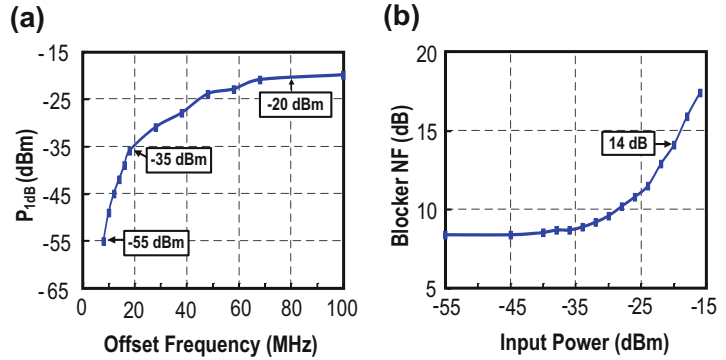 (a)
P1dB (dBm)
-15
-25
-35
-45
-55
-65
-20 dBm
-35 dBm
-55 dBm
0
20
40
60
80
100
Offset Frequency (MHz)
(b)
Blocker NF (dB)
20
15
10
5
14 dB
-55
-45
-35
-25
-15
Input Power (dBm)